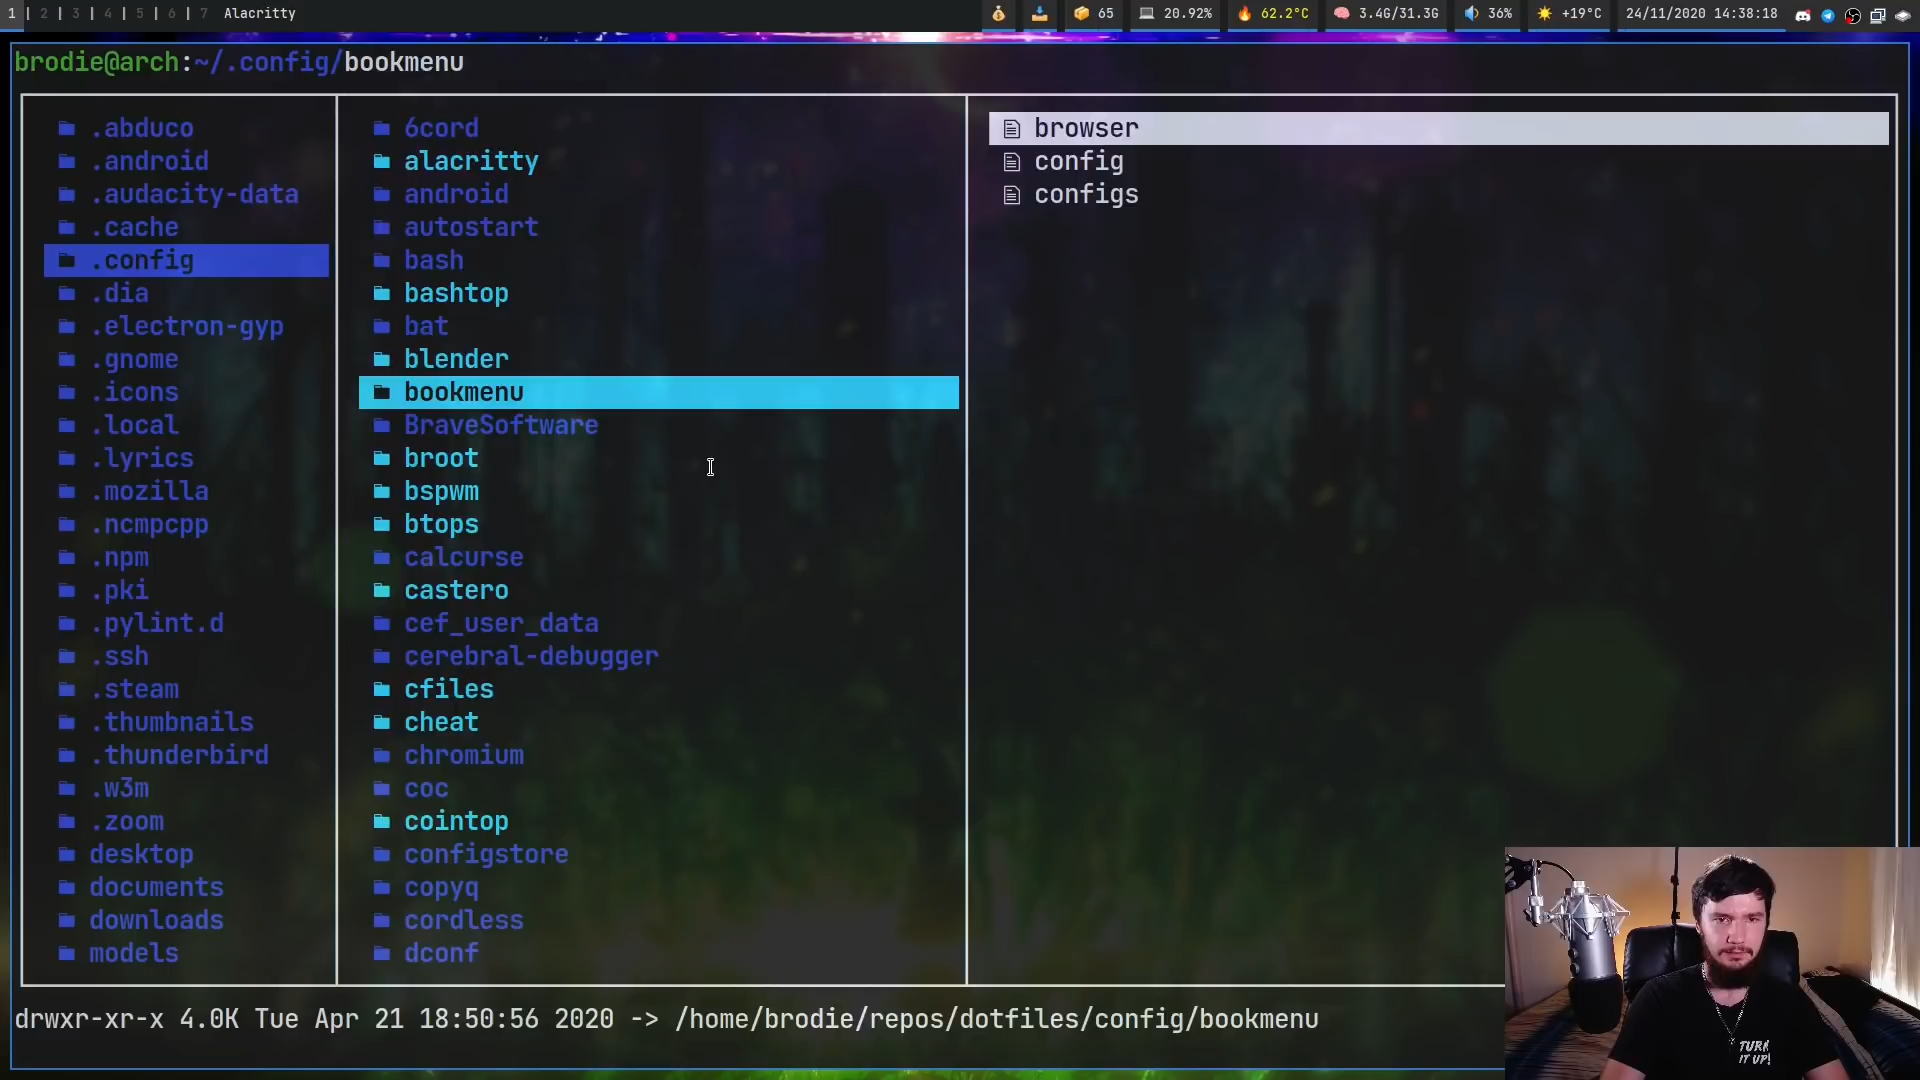 1 | 2 | 3 | 4 | 5 | 6 | 7 Alacritty 65 20.92% 62.2°C 3.4G/31.3G 36% +19°C 24/11/2020 14:38:18
brodie@arch:~/.config/bookmenu
.abduco
.android
.audacity-data
.cache
.config
.dia
.electron-gyp
.gnome
.icons
.local
.lyrics
.mozilla
.ncmpcpp
.npm
.pki
.pylint.d
.ssh
.steam
.thumbnails
.thunderbird
.w3m
.zoom
desktop
documents
downloads
models
6cord
alacritty
android
autostart
bash
bashtop
bat
blender
bookmenu
BraveSoftware
broot
bspwm
btops
calcurse
castero
cef_user_data
cerebral-debugger
cfiles
cheat
chromium
coc
cointop
configstore
copyq
cordless
dconf
browser
config
configs
drwxr-xr-x 4.0K Tue Apr 21 18:50:56 2020 -> /home/brodie/repos/dotfiles/config/bookmenu
TURN
IT UP!